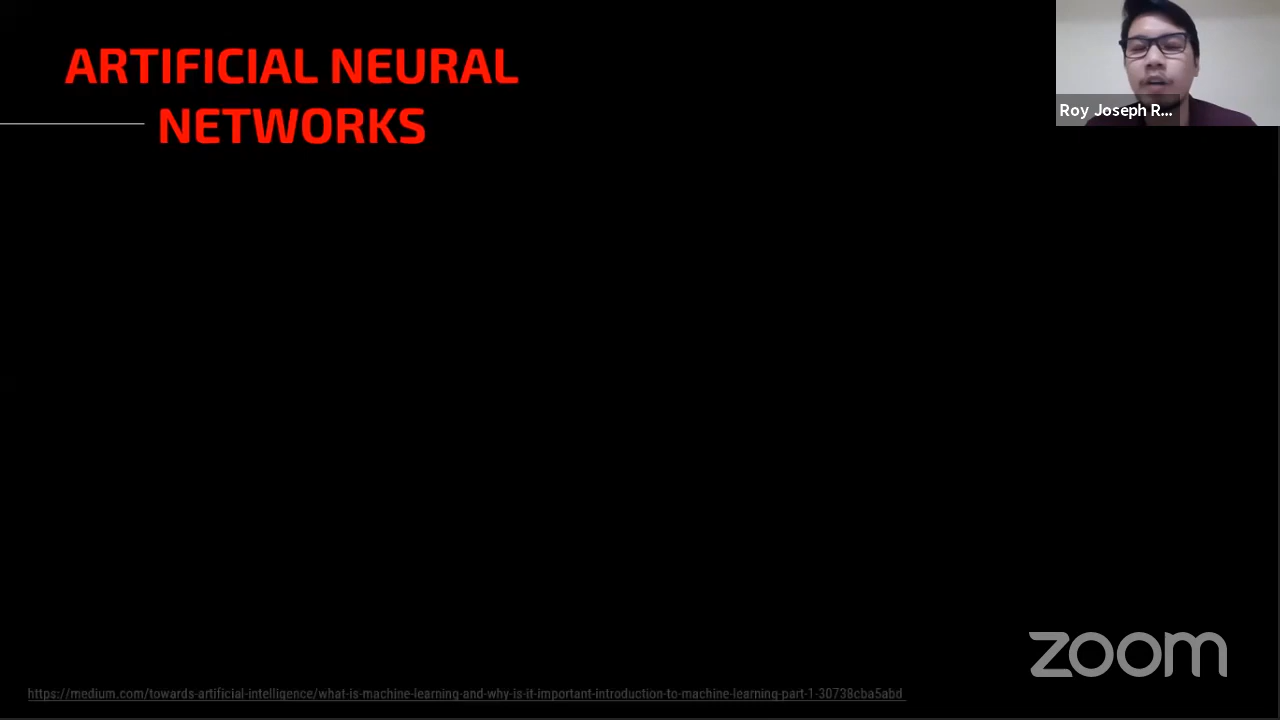 ARTIFICIAL NEURAL
NETWORKS
Roy Joseph R...
zoom
https://medium.com/towards-artificial-intelligence/what-is-machine-learning-and-why-is-it-important-introduction-to-machine-learning-part-1-30738cba5abd